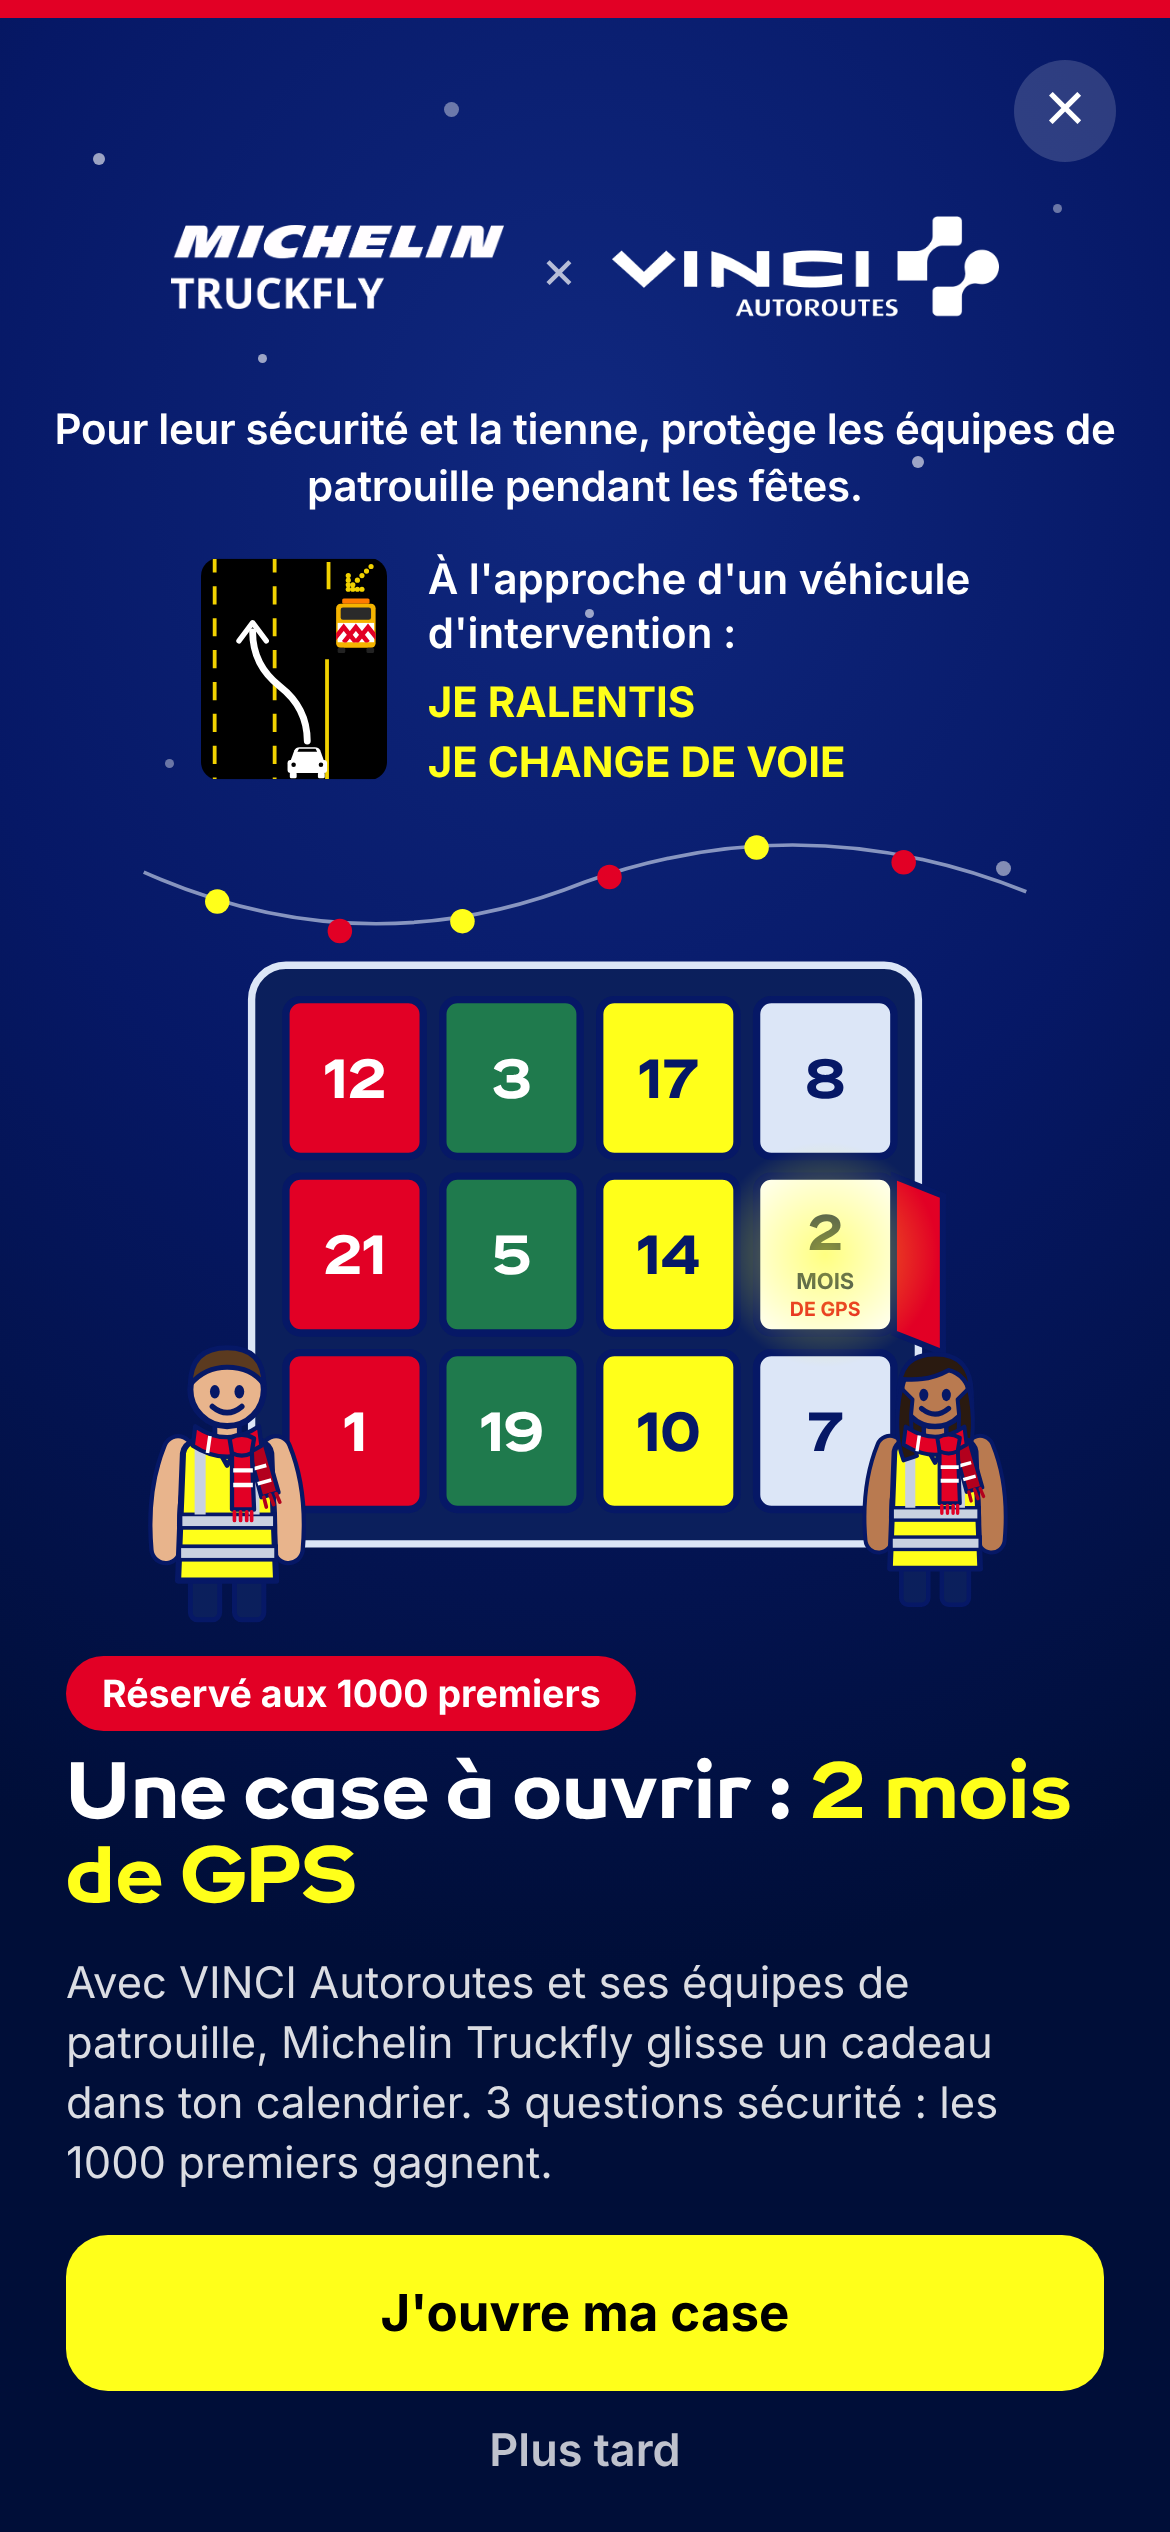 MICHELIN
TRUCKFLY
×
VINCI
AUTOROUTES
Pour leur sécurité et la tienne, protège les équipes de
patrouille pendant les fêtes.
À l'approche d'un véhicule
d'intervention :
JE RALENTIS
JE CHANGE DE VOIE
12 3 17 8
21 5 14 2
MOIS
DE GPS
1 19 10 7
Réservé aux 1000 premiers
Une case à ouvrir : 2 mois
de GPS
Avec VINCI Autoroutes et ses équipes de
patrouille, Michelin Truckfly glisse un cadeau
dans ton calendrier. 3 questions sécurité : les
1000 premiers gagnent.
J'ouvre ma case
Plus tard